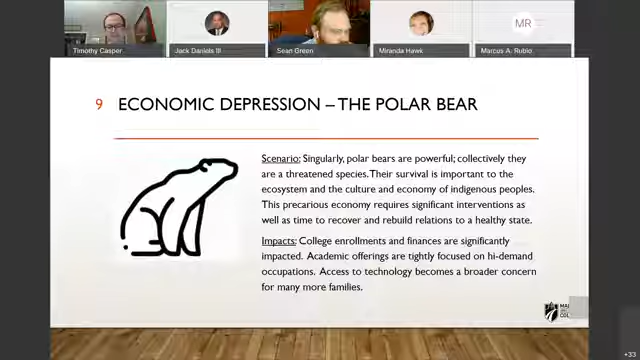 MR
Timothy Casper
Jack Daniels III
Sean Green
Miranda Hawk
Marcus A. Rubio
9 ECONOMIC DEPRESSION – THE POLAR BEAR
Scenario: Singularly, polar bears are powerful; collectively they
are a threatened species. Their survival is important to the
ecosystem and the culture and economy of indigenous peoples.
This precarious economy requires significant interventions as
well as time to recover and rebuild relations to a healthy state.
Impacts: College enrollments and finances are significantly
impacted. Academic offerings are tightly focused on hi-demand
occupations. Access to technology becomes a broader concern
for many more families.
+33